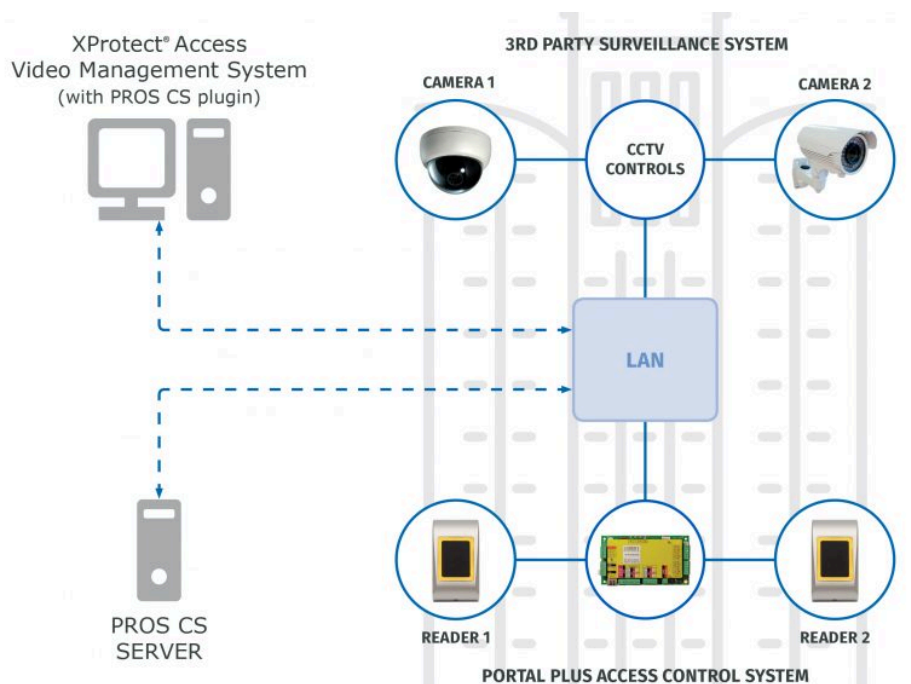 XProtect® Access
Video Management System
(with PROS CS plugin)
3RD PARTY SURVEILLANCE SYSTEM
CAMERA 1
CAMERA 2
CCTV
CONTROLS
LAN
PROS CS
SERVER
READER 1
READER 2
PORTAL PLUS ACCESS CONTROL SYSTEM